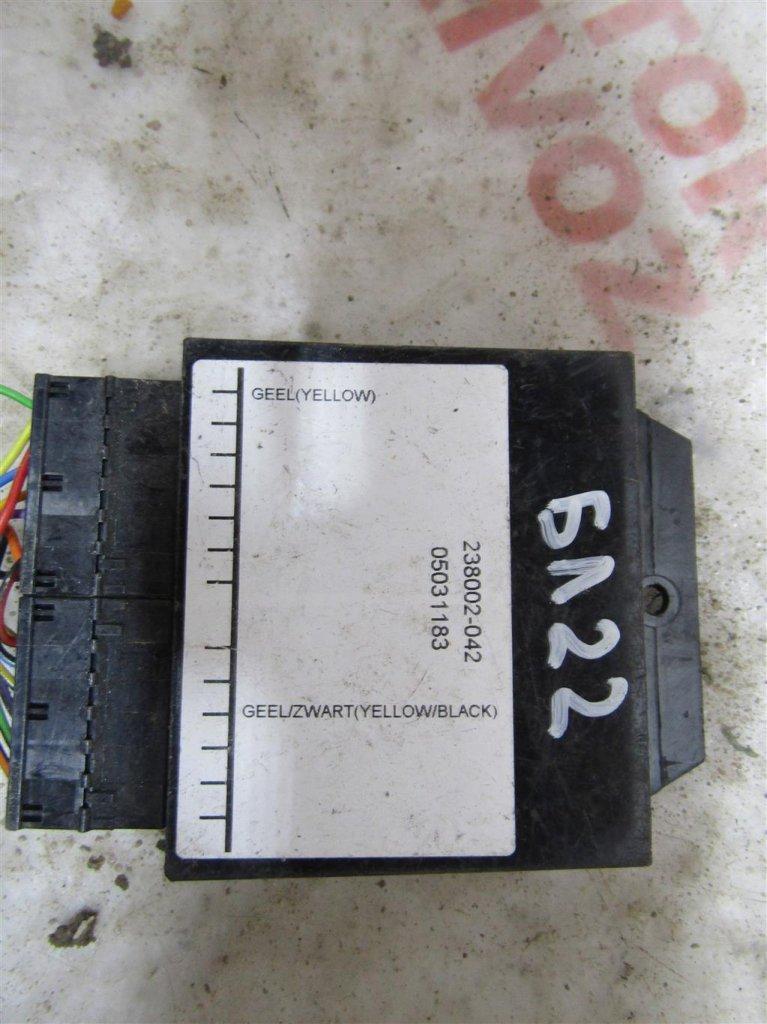 GEEL(YELLOW)
238002-042
05031183
GEEL/ZWART(YELLOW/BLACK)
БЛ22